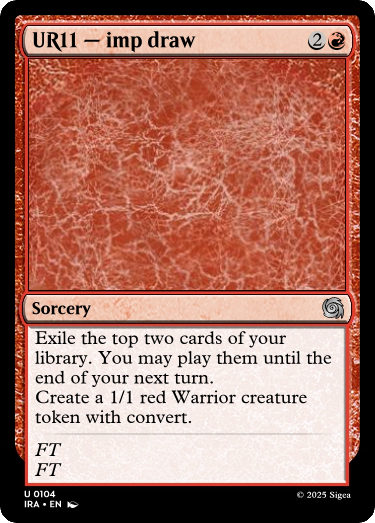 UR11 — imp draw
2
Sorcery
Exile the top two cards of your
library. You may play them until the
end of your next turn.
Create a 1/1 red Warrior creature
token with convert.
FT
FT
U 0104
IRA • EN
© 2025 Sigea